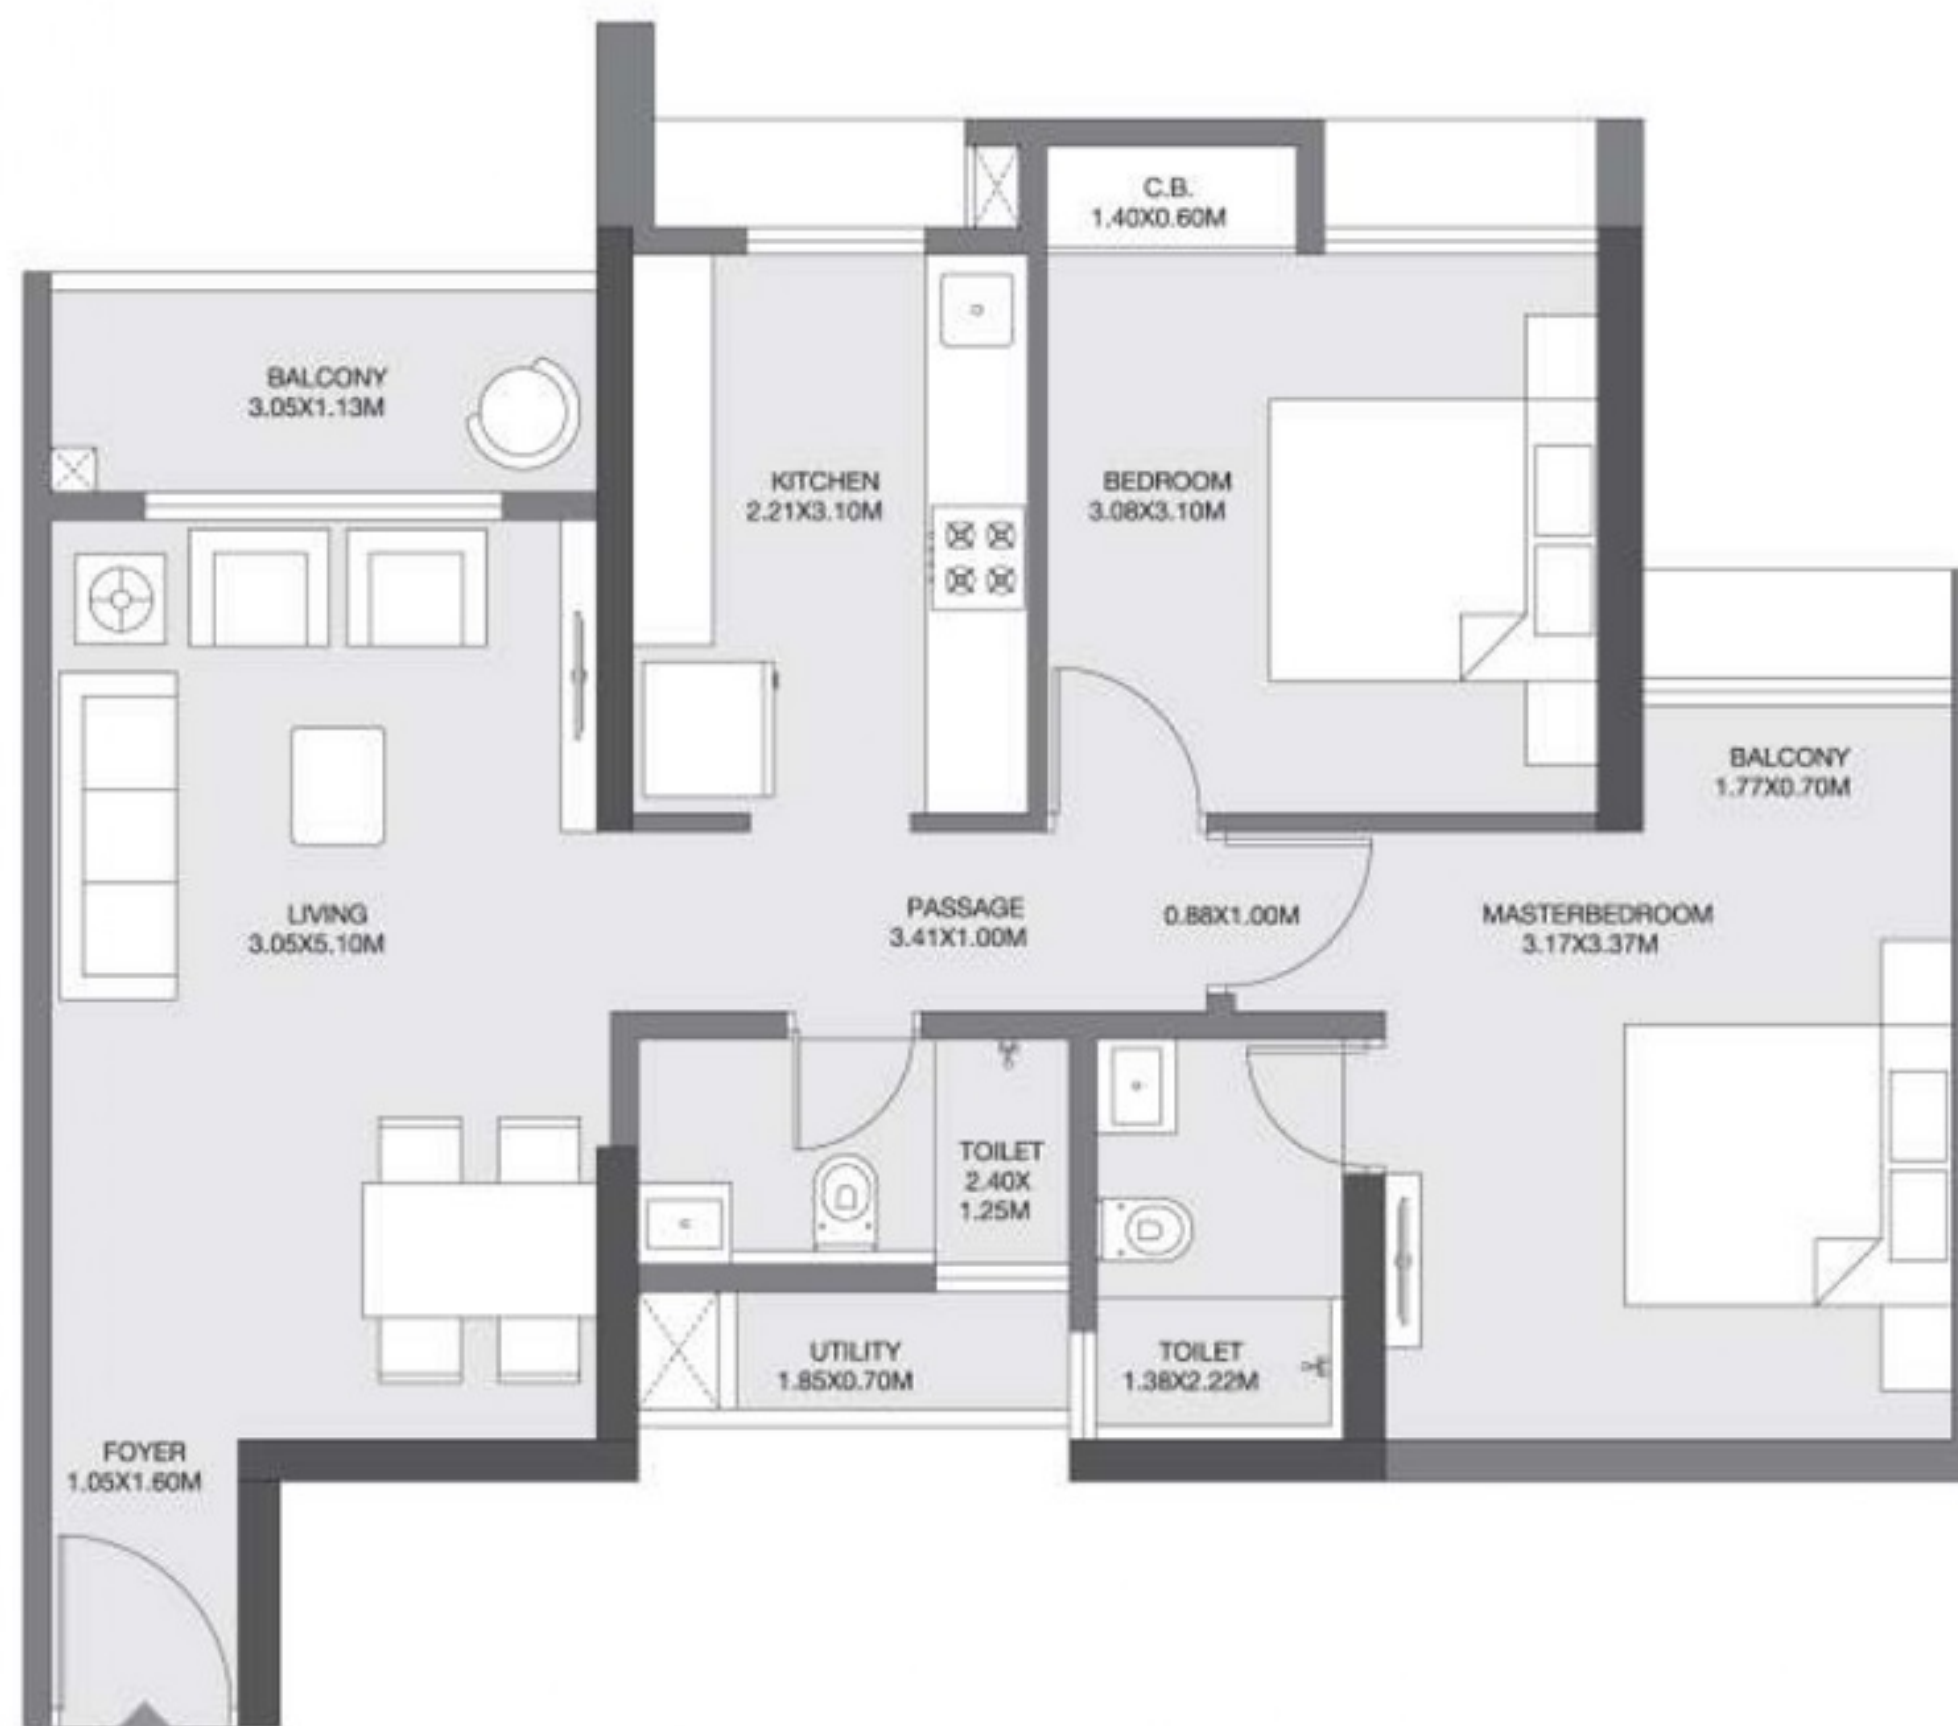 C.B.
1.40X0.60M
BALCONY
3.05X1.13M
KITCHEN
2.21X3.10M
BEDROOM
3.08X3.10M
BALCONY
1.77X0.70M
LIVING
3.05X5.10M
PASSAGE
3.41X1.00M
0.88X1.00M
MASTERBEDROOM
3.17X3.37M
TOILET
2.40X
1.25M
UTILITY
1.85X0.70M
TOILET
1.38X2.22M
FOYER
1.05X1.60M